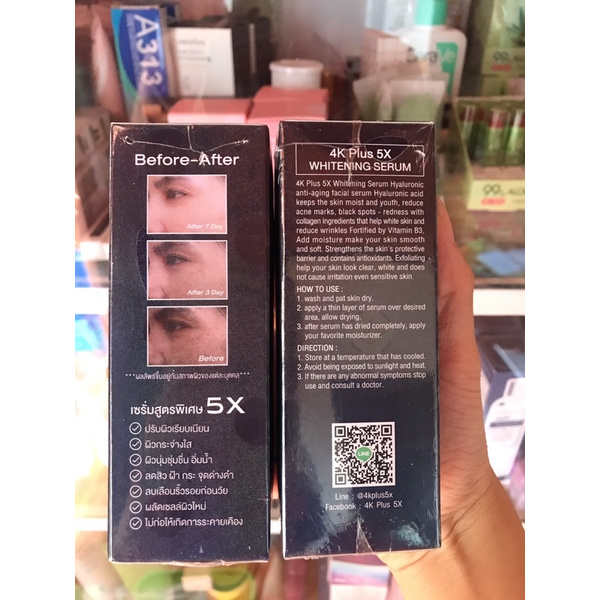 A313
Before-After
After 7 Day
After 3 Day
Before
***ผลลัพธ์ขึ้นอยู่กับสภาพผิวของแต่ละบุคคล***
เซรั่มสูตรพิเศษ 5X
ปรับผิวเรียบเนียน
ผิวกระจ่างใส
ผิวนุ่มชุ่มชื่น อิ่มน้ำ
ลดสิว ฝ้า กระ จุดด่างดำ
ลบเลือนริ้วรอยก่อนวัย
ผลัดเซลล์ผิวใหม่
ไม่ก่อให้เกิดการระคายเคือง
4K Plus 5X
WHITENING SERUM
4K Plus 5X Whitening Serum Hyaluronic
anti-aging facial serum Hyaluronic acid
keeps the skin moist and youth, reduce
acne marks, black spots - redness with
collagen ingredients that help white skin and
reduce wrinkles Fortified by Vitamin B3,
Add moisture make your skin smooth
and soft. Strengthens the skin's protective
barrier and contains antioxidants. Exfoliating
help your skin look clear, white and does
not cause irritation even sensitive skin.
HOW TO USE :
1. wash and pat skin dry.
2. apply a thin layer of serum over desired
area, allow drying.
3. after serum has dried completely, apply
your favorite moisturizer.
DIRECTION :
1. Store at a temperature that has cooled.
2. Avoid being exposed to sunlight and heat.
3. If there are any abnormal symptoms stop
use and consult a doctor.
LINE
Line : @4kplus5x
Facebook : 4K Plus 5X
99